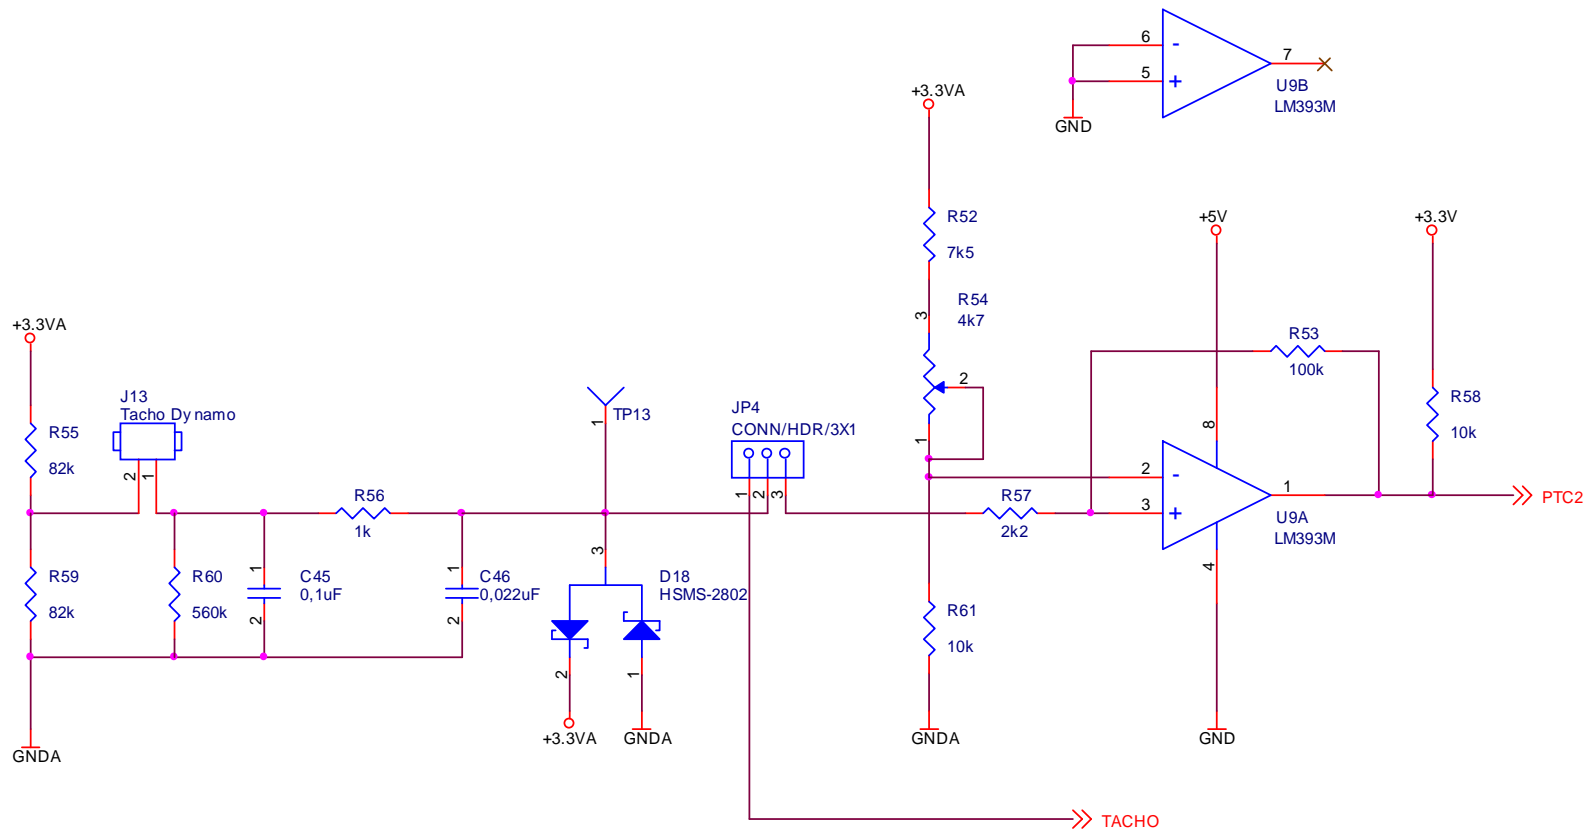 6
-
7
5
+
U9B
LM393M
GND
+3.3VA
R52
7k5
+5V
+3.3V
R54
4k7
3
2
1
+3.3VA
R53
100k
R58
10k
J13
Tacho Dynamo
2
1
R55
82k
TP13
1
JP4
CONN/HDR/3X1
1
2
3
8
2
-
1
3
+
4
U9A
LM393M
PTC2
R56
1k
R57
2k2
R59
82k
R60
560k
1
C45
0,1uF
2
1
C46
0,022uF
2
3
D18
HSMS-2802
2
1
R61
10k
+3.3VA
GNDA
GNDA
GND
GNDA
TACHO